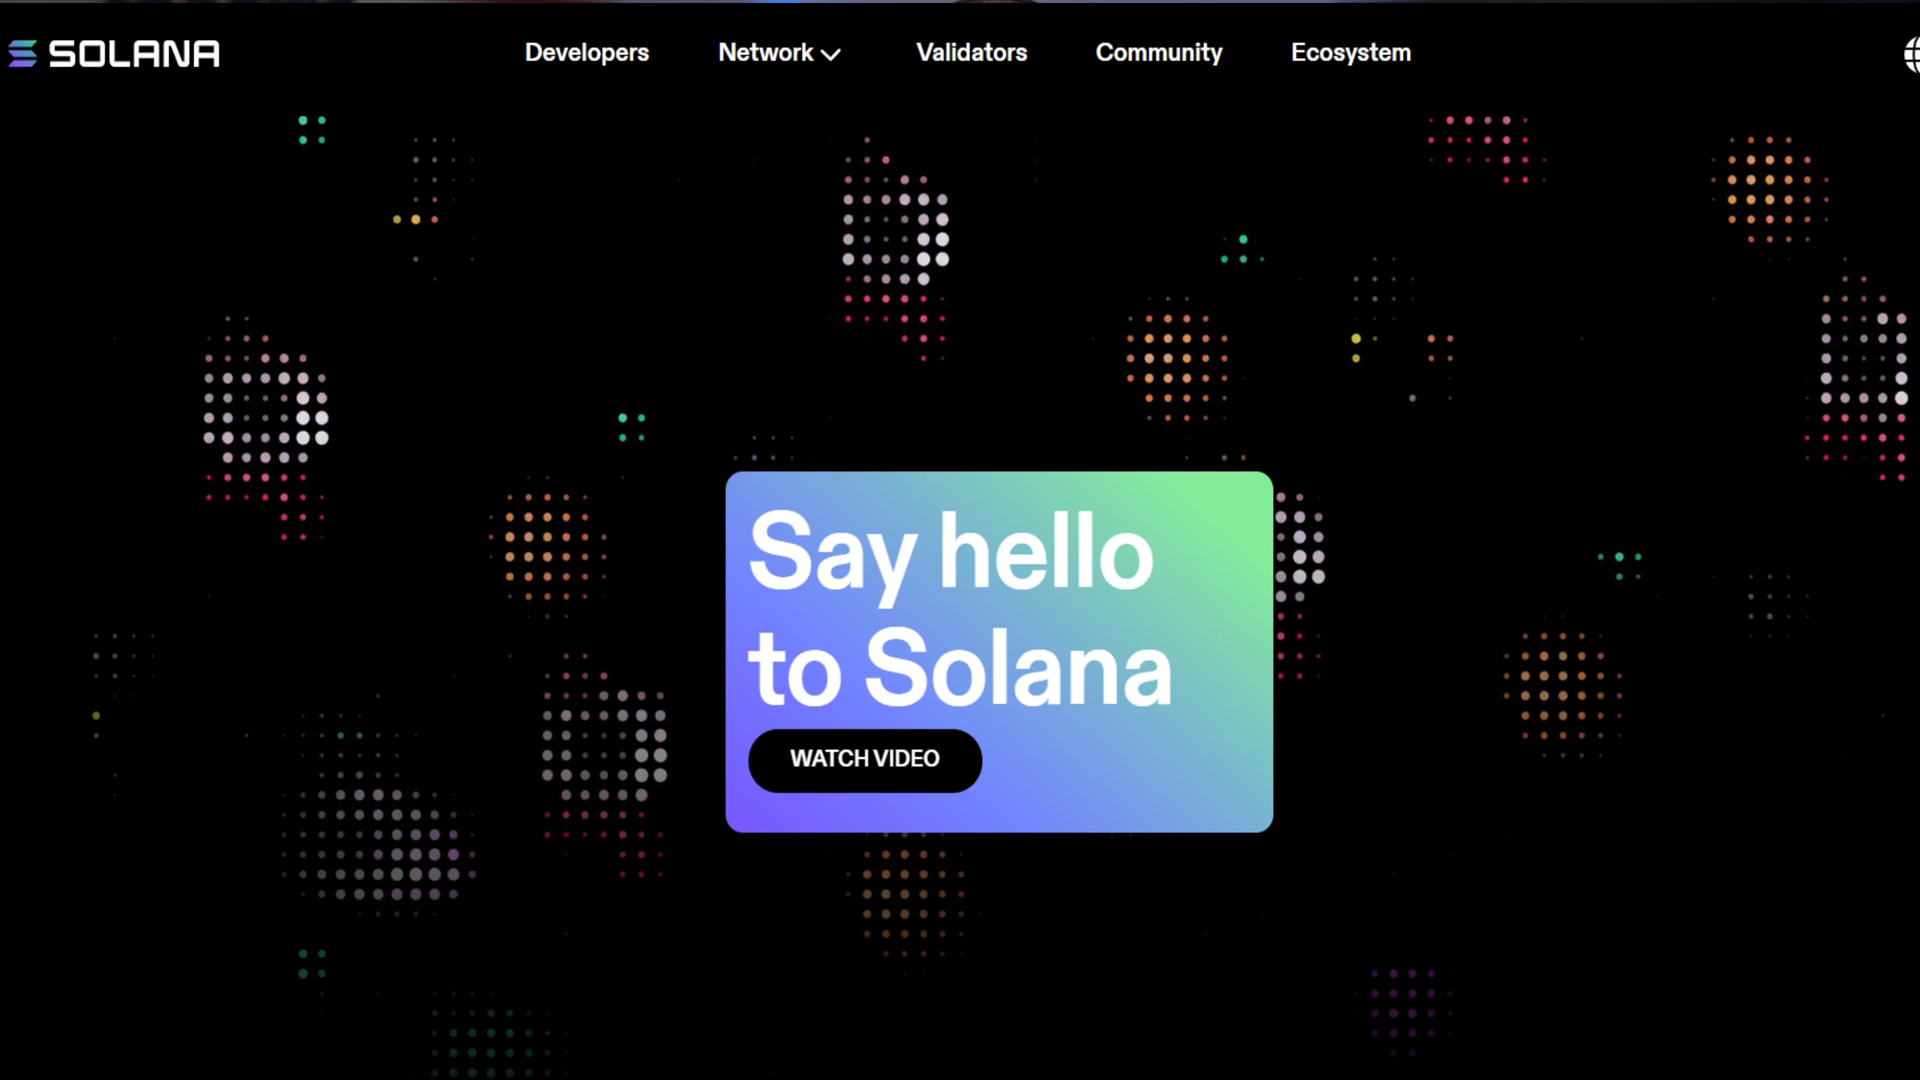 SOLANA
Developers Network Validators Community Ecosystem
Say hello
to Solana
WATCH VIDEO